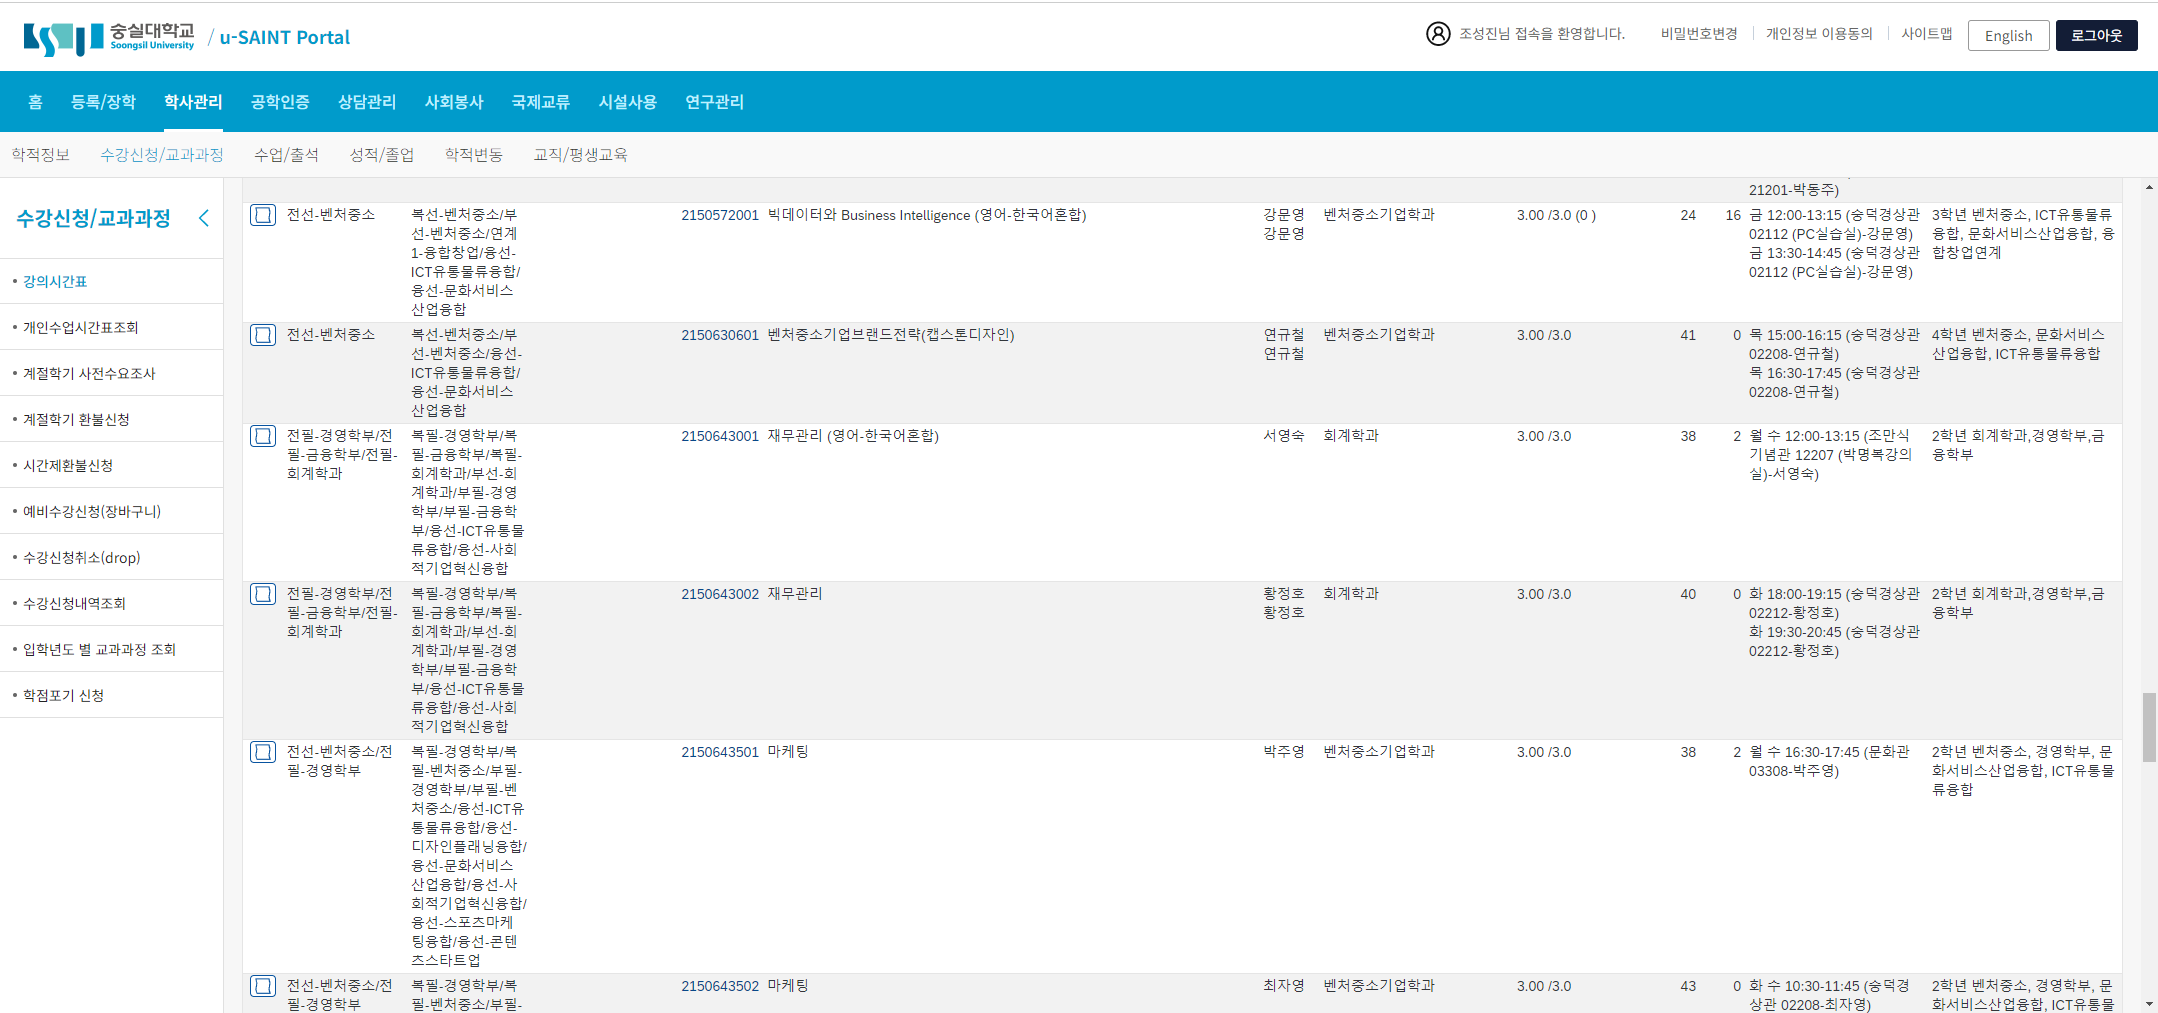 숭실대학교
Soongsil University
/ u-SAINT Portal
조성진님 접속을 환영합니다.
비밀번호변경
개인정보 이용동의
사이트맵
English
로그아웃
홈 등록/장학 학사관리 공학인증 상담관리 사회봉사 국제교류 시설사용 연구관리
학적정보 수강신청/교과과정 수업/출석 성적/졸업 학적변동 교직/평생교육
수강신청/교과과정
• 강의시간표
• 개인수업시간표조회
• 계절학기 사전수요조사
• 계절학기 환불신청
• 시간제환불신청
• 예비수강신청(장바구니)
• 수강신청취소(drop)
• 수강신청내역조회
• 입학년도 별 교과과정 조회
• 학점포기 신청
21201-박동주)
전선-벤처중소
복선-벤처중소/부
선-벤처중소/연계
1-융합창업/융선-
ICT유통물류융합/
융선-문화서비스
산업융합
2150572001 빅데이터와 Business Intelligence (영어-한국어혼합)
강문영
강문영
벤처중소기업학과
3.00 /3.0 (0 )
24
16
금 12:00-13:15 (숭덕경상관
02112 (PC실습실)-강문영)
금 13:30-14:45 (숭덕경상관
02112 (PC실습실)-강문영)
3학년 벤처중소, ICT유통물류
융합, 문화서비스산업융합, 융
합창업연계
전선-벤처중소
복선-벤처중소/부
선-벤처중소/융선-
ICT유통물류융합/
융선-문화서비스
산업융합
2150630601 벤처중소기업브랜드전략(캡스톤디자인)
연규철
연규철
벤처중소기업학과
3.00 /3.0
41
0
목 15:00-16:15 (숭덕경상관
02208-연규철)
목 16:30-17:45 (숭덕경상관
02208-연규철)
4학년 벤처중소, 문화서비스
산업융합, ICT유통물류융합
전필-경영학부/전
필-금융학부/전필-
회계학과
복필-경영학부/복
필-금융학부/복필-
회계학과/부선-회
계학과/부필-경영
학부/부필-금융학
부/융선-ICT유통물
류융합/융선-사회
적기업혁신융합
2150643001 재무관리 (영어-한국어혼합)
서영숙
회계학과
3.00 /3.0
38
2
월 수 12:00-13:15 (조만식
기념관 12207 (박명복강의
실)-서영숙)
2학년 회계학과,경영학부,금
융학부
전필-경영학부/전
필-금융학부/전필-
회계학과
복필-경영학부/복
필-금융학부/복필-
회계학과/부선-회
계학과/부필-경영
학부/부필-금융학
부/융선-ICT유통물
류융합/융선-사회
적기업혁신융합
2150643002 재무관리
황정호
황정호
회계학과
3.00 /3.0
40
0
화 18:00-19:15 (숭덕경상관
02212-황정호)
화 19:30-20:45 (숭덕경상관
02212-황정호)
2학년 회계학과,경영학부,금
융학부
전선-벤처중소/전
필-경영학부
복필-경영학부/복
필-벤처중소/부필-
경영학부/부필-벤
처중소/융선-ICT유
통물류융합/융선-
디자인플래닝융합/
융선-문화서비스
산업융합/융선-사
회적기업혁신융합/
융선-스포츠마케
팅융합/융선-콘텐
츠스타트업
2150643501 마케팅
박주영
벤처중소기업학과
3.00 /3.0
38
2
월 수 16:30-17:45 (문화관
03308-박주영)
2학년 벤처중소, 경영학부, 문
화서비스산업융합, ICT유통물
류융합
전선-벤처중소/전
필-경영학부
복필-경영학부/복
필-벤처중소/부필-
2150643502 마케팅
최자영
벤처중소기업학과
3.00 /3.0
43
0
화 수 10:30-11:45 (숭덕경
상관 02208-최자영)
2학년 벤처중소, 경영학부, 문
화서비스산업융합, ICT유통물